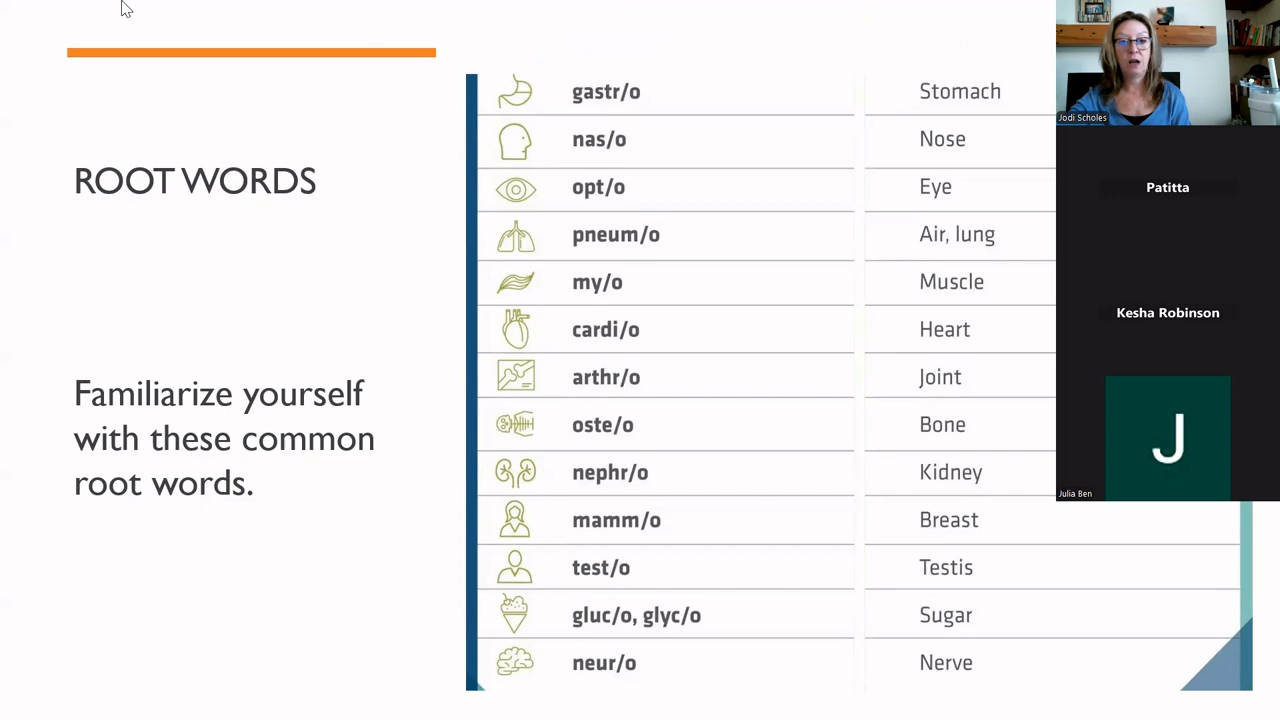 ROOT WORDS
Familiarize yourself
with these common
root words.
gastr/o Stomach
nas/o Nose
opt/o Eye
pneum/o Air, lung
my/o Muscle
cardi/o Heart
arthr/o Joint
oste/o Bone
nephr/o Kidney
mamm/o Breast
test/o Testis
gluc/o, glyc/o Sugar
neur/o Nerve
Jodi Scholes
Patitta
Kesha Robinson
J
Julia Ben